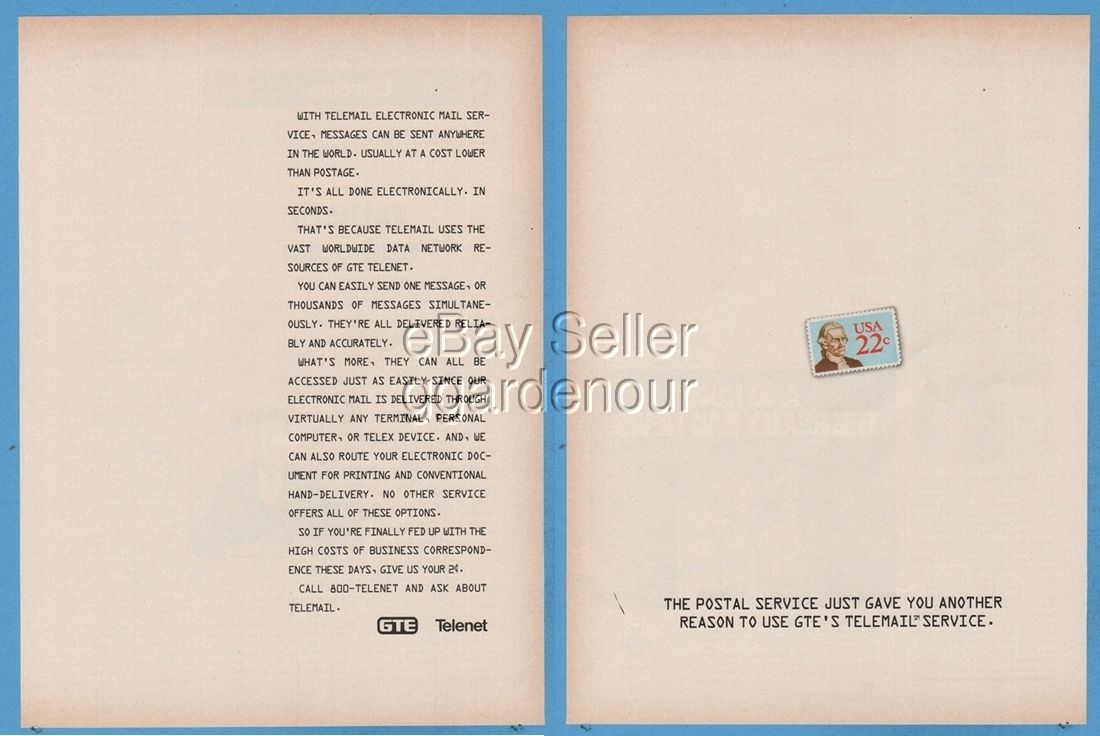 WITH TELEMAIL ELECTRONIC MAIL SER-
VICE, MESSAGES CAN BE SENT ANYWHERE
IN THE WORLD. USUALLY AT A COST LOWER
THAN POSTAGE.
IT'S ALL DONE ELECTRONICALLY. IN
SECONDS.
THAT'S BECAUSE TELEMAIL USES THE
VAST WORLDWIDE DATA NETWORK RE-
SOURCES OF GTE TELENET.
YOU CAN EASILY SEND ONE MESSAGE, OR
THOUSANDS OF MESSAGES SIMULTANE-
OUSLY. THEY'RE ALL DELIVERED RELIA-
BLY AND ACCURATELY.
WHAT'S MORE, THEY CAN ALL BE
ACCESSED JUST AS EASILY SINCE OUR
ELECTRONIC MAIL IS DELIVERED THROUGH
VIRTUALLY ANY TERMINAL, PERSONAL
COMPUTER, OR TELEX DEVICE. AND, WE
CAN ALSO ROUTE YOUR ELECTRONIC DOC-
UMENT FOR PRINTING AND CONVENTIONAL
HAND-DELIVERY. NO OTHER SERVICE
OFFERS ALL OF THESE OPTIONS.
SO IF YOU'RE FINALLY FED UP WITH THE
HIGH COSTS OF BUSINESS CORRESPOND-
ENCE THESE DAYS, GIVE US YOUR 2¢.
CALL 800-TELENET AND ASK ABOUT
TELEMAIL.
GTE Telenet
USA
22c
THE POSTAL SERVICE JUST GAVE YOU ANOTHER
REASON TO USE GTE'S TELEMAIL℠ SERVICE.
eBay Seller
ggardenour